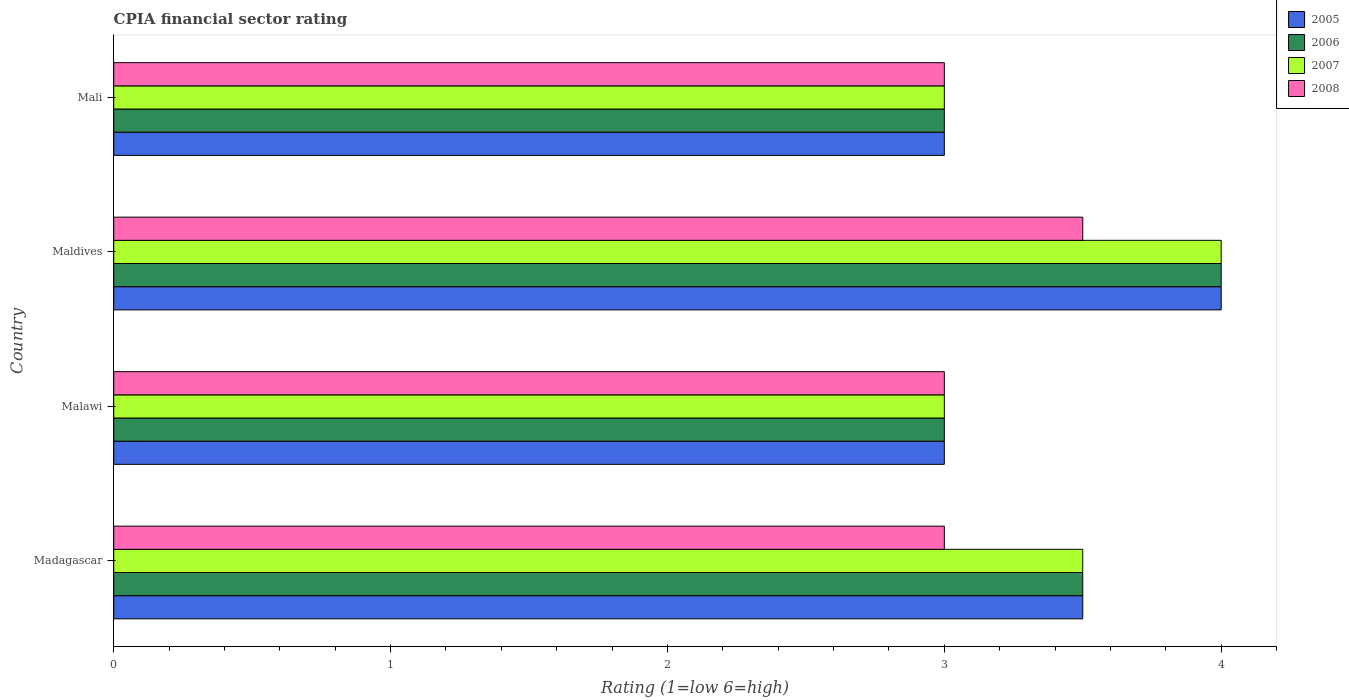 CPIA financial sector rating
2005
2006
2007
2008
Mali
Maldives
Malawi
Madagascar
Country
0
1
2
3
4
Rating (1=low 6=high)